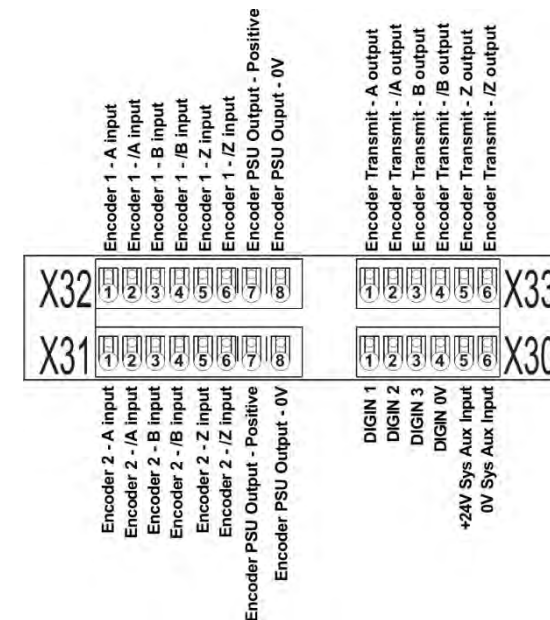 Encoder 1 - A input
Encoder 1 - /A input
Encoder 1 - B input
Encoder 1 - /B input
Encoder 1 - Z input
Encoder 1 - /Z input
Encoder PSU Output - Positive
Encoder PSU Ouput - 0V
Encoder Transmit - A output
Encoder Transmit - /A output
Encoder Transmit - B output
Encoder Transmit - /B output
Encoder Transmit - Z output
Encoder Transmit - /Z output
X32 1 2 3 4 5 6 7 8 1 2 3 4 5 6 X33
X31 1 2 3 4 5 6 7 8 1 2 3 4 5 6 X30
Encoder 2 - A input
Encoder 2 - /A input
Encoder 2 - B input
Encoder 2 - /B input
Encoder 2 - Z input
Encoder 2 - /Z input
Encoder PSU Output - Positive
Encoder PSU Output - 0V
DIGIN 1
DIGIN 2
DIGIN 3
DIGIN 0V
+24V Sys Aux Input
0V Sys Aux Input